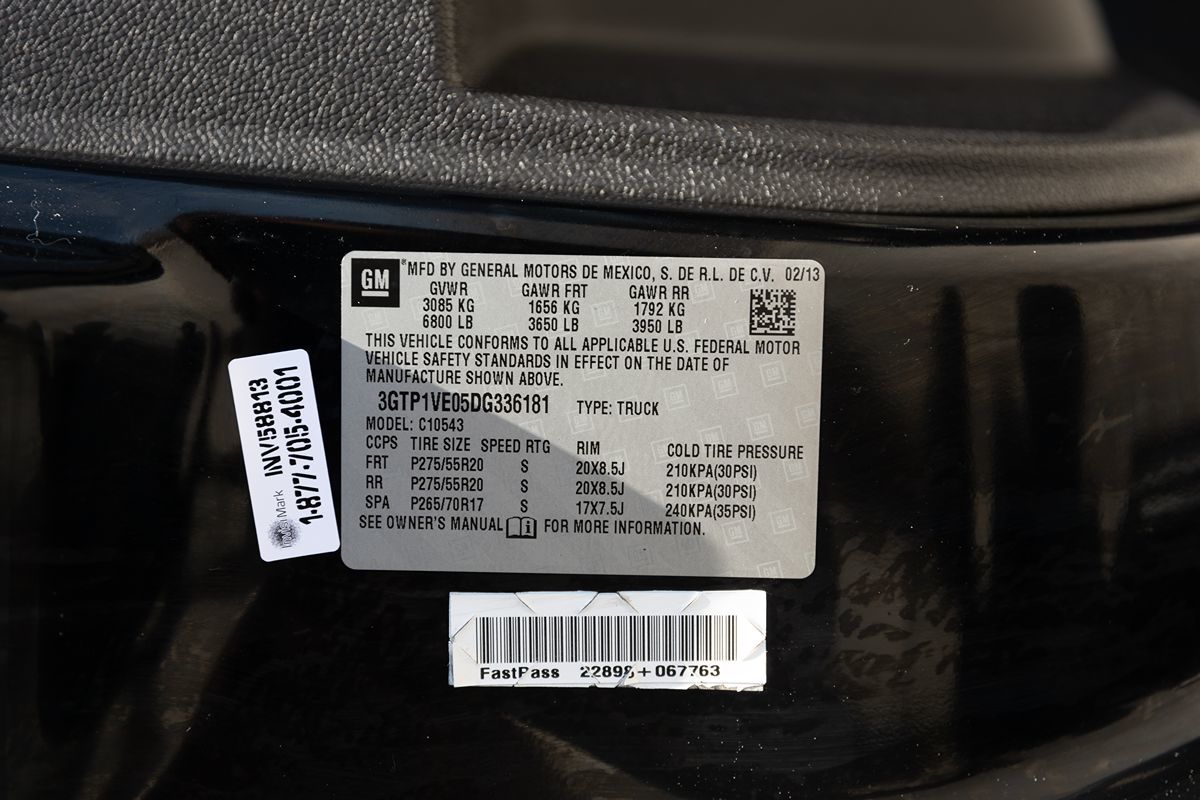 GM
MFD BY GENERAL MOTORS DE MEXICO, S. DE R.L. DE C.V. 02/13
GVWR GAWR FRT GAWR RR
3085 KG 1656 KG 1792 KG
6800 LB 3650 LB 3950 LB
THIS VEHICLE CONFORMS TO ALL APPLICABLE U.S. FEDERAL MOTOR
VEHICLE SAFETY STANDARDS IN EFFECT ON THE DATE OF
MANUFACTURE SHOWN ABOVE.
3GTP1VE05DG336181 TYPE: TRUCK
MODEL: C10543
CCPS TIRE SIZE SPEED RTG RIM COLD TIRE PRESSURE
FRT P275/55R20 S 20X8.5J 210KPA(30PSI)
RR P275/55R20 S 20X8.5J 210KPA(30PSI)
SPA P265/70R17 S 17X7.5J 240KPA(35PSI)
SEE OWNER'S MANUAL i FOR MORE INFORMATION.
INV58813
1-877-705-4001
Mark
FastPass 22898+067763